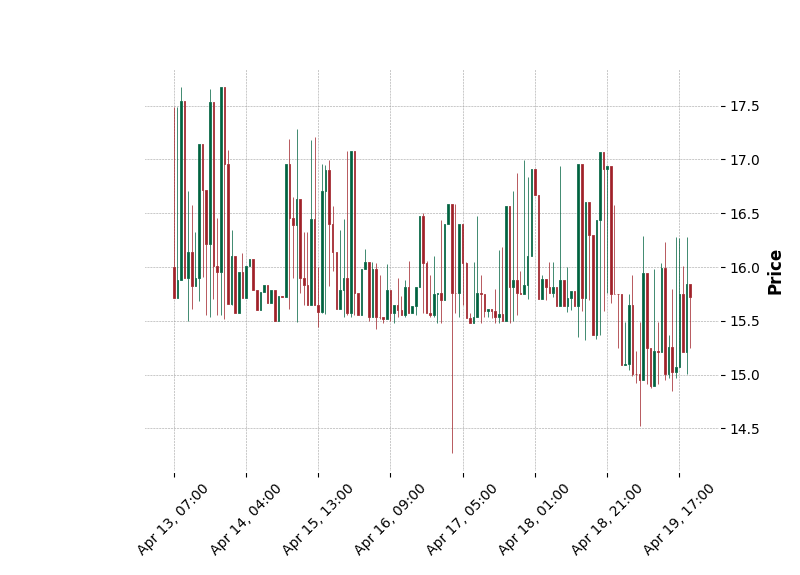 17.5
17.0
16.5
16.0
15.5
15.0
14.5
Price
Apr 13, 07:00
Apr 14, 04:00
Apr 15, 13:00
Apr 16, 09:00
Apr 17, 05:00
Apr 18, 01:00
Apr 18, 21:00
Apr 19, 17:00